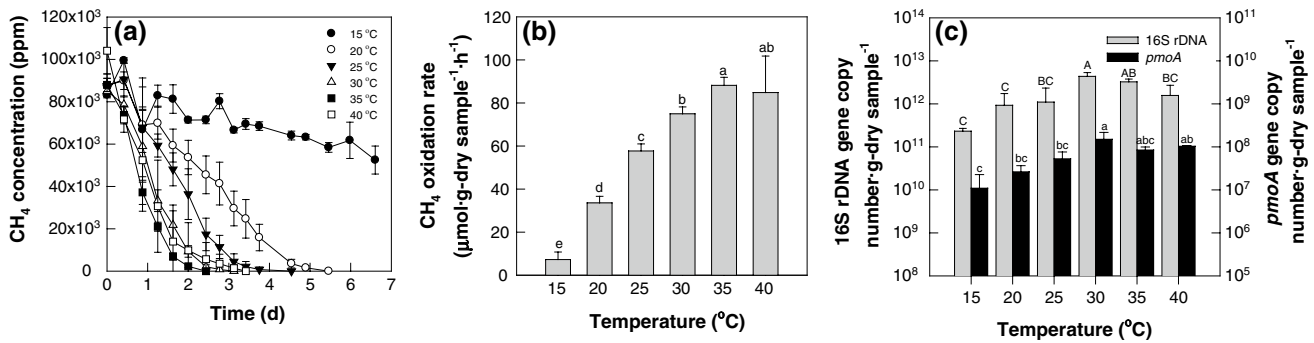 (a)
CH₄ concentration (ppm)
120x10³
100x10³
80x10³
60x10³
40x10³
20x10³
0
15 °C
20 °C
25 °C
30 °C
35 °C
40 °C
0 1 2 3 4 5 6 7
Time (d)
(b)
CH₄ oxidation rate
(μmol·g-dry sample⁻¹·h⁻¹)
120
100
80
60
40
20
0
e d c b a ab
15 20 25 30 35 40
Temperature (°C)
(c)
16S rDNA gene copy
number·g-dry sample⁻¹
10¹⁴
10¹³
10¹²
10¹¹
10¹⁰
10⁹
10⁸
16S rDNA
pmoA
C C BC A AB BC
c bc bc a abc ab
15 20 25 30 35 40
Temperature (°C)
10¹¹
10¹⁰
10⁹
10⁸
10⁷
10⁶
10⁵
pmoA gene copy
number·g-dry sample⁻¹